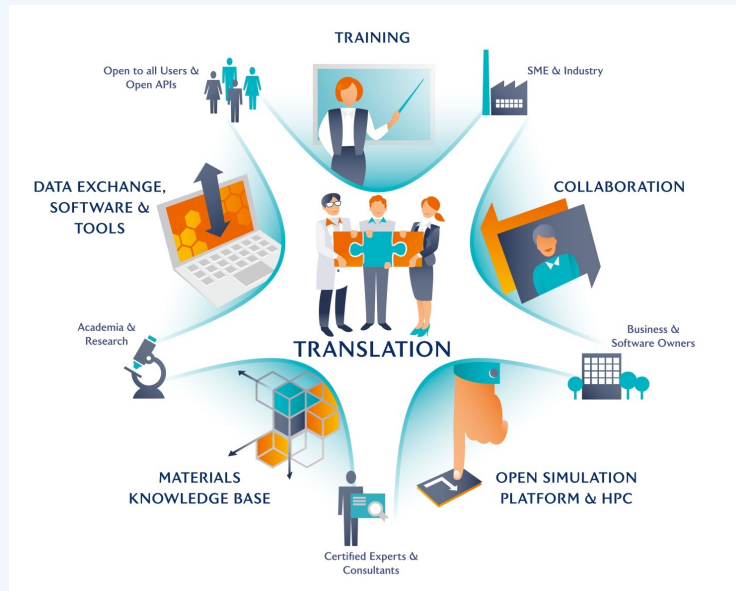 TRAINING
Open to all Users &
Open APIs
SME & Industry
DATA EXCHANGE,
SOFTWARE &
TOOLS
COLLABORATION
Academia &
Research
TRANSLATION
Business &
Software Owners
MATERIALS
KNOWLEDGE BASE
OPEN SIMULATION
PLATFORM & HPC
Certified Experts &
Consultants